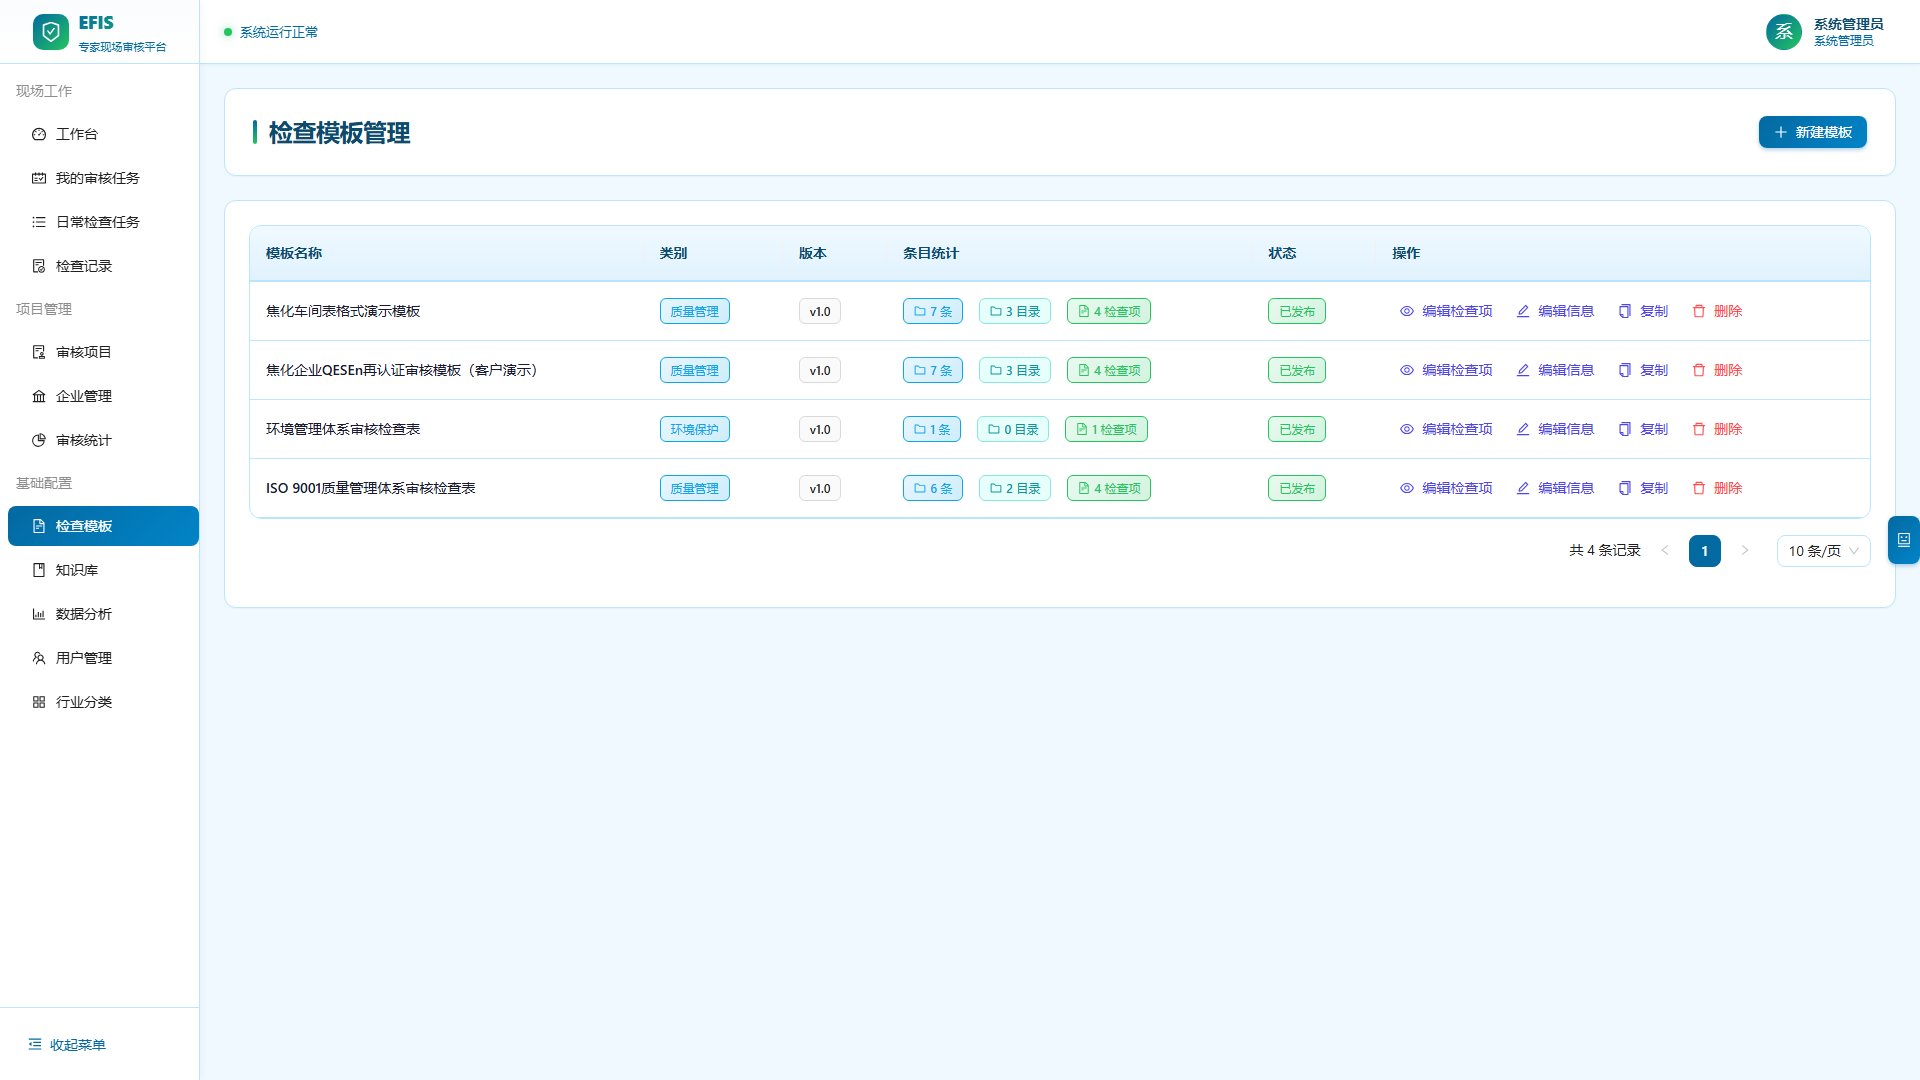 EFIS
专家现场审核平台
系统运行正常
系
系统管理员
系统管理员
现场工作
工作台
我的审核任务
日常检查任务
检查记录
项目管理
审核项目
企业管理
审核统计
基础配置
检查模板
知识库
数据分析
用户管理
行业分类
收起菜单
检查模板管理
新建模板
模板名称 类别 版本 条目统计 状态 操作
焦化车间表格式演示模板 质量管理 v1.0 7 条 3 目录 4 检查项 已发布 编辑检查项 编辑信息 复制 删除
焦化企业QESEn再认证审核模板（客户演示） 质量管理 v1.0 7 条 3 目录 4 检查项 已发布 编辑检查项 编辑信息 复制 删除
环境管理体系审核检查表 环境保护 v1.0 1 条 0 目录 1 检查项 已发布 编辑检查项 编辑信息 复制 删除
ISO 9001质量管理体系审核检查表 质量管理 v1.0 6 条 2 目录 4 检查项 已发布 编辑检查项 编辑信息 复制 删除
共 4 条记录 1 10 条/页